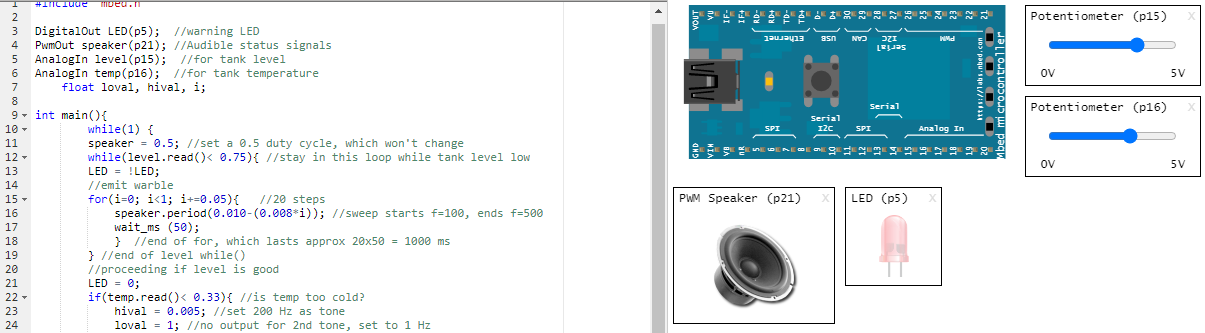 1 #include "mbed.h"
2
3 DigitalOut LED(p5);  //warning LED
4 PwmOut speaker(p21); //Audible status signals
5 AnalogIn level(p15);  //for tank level
6 AnalogIn temp(p16);  //for tank temperature
7     float loval, hival, i;
8
9 int main(){
10         while(1) {
11         speaker = 0.5; //set a 0.5 duty cycle, which won't change
12         while(level.read()< 0.75){ //stay in this loop while tank level low
13         LED = !LED;
14         //emit warble
15         for(i=0; i<1; i+=0.05){   //20 steps
16             speaker.period(0.010-(0.008*i)); //sweep starts f=100, ends f=500
17             wait_ms (50);
18             }  //end of for, which lasts approx 20x50 = 1000 ms
19         } //end of level while()
20         //proceeding if level is good
21         LED = 0;
22         if(temp.read()< 0.33){ //is temp too cold?
23             hival = 0.005; //set 200 Hz as tone
24             loval = 1; //no output for 2nd tone, set to 1 Hz
VOUT VU IF- IF+ RD- RD+ TD- TD+ D- D+ 30 29 28 27 26 25 24 23 22 21
Ethernet USB CAN I2C PWM
Serial
https://labs.mbed.com
Mbed microcontroller
Serial
Serial
SPI I2C SPI Analog In
GND VIN VB nR 5 6 7 8 9 10 11 12 13 14 15 16 17 18 19 20
Potentiometer (p15) X
0V 5V
Potentiometer (p16) X
0V 5V
PWM Speaker (p21) X
LED (p5) X